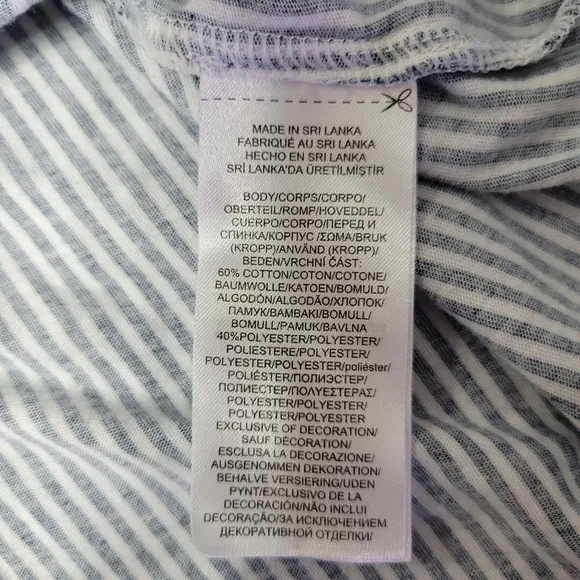 MADE IN SRI LANKA
FABRIQUÉ AU SRI LANKA
HECHO EN SRI LANKA
SRİ LANKA'DA ÜRETİLMİŞTİR
BODY/CORPS/CORPO/
OBERTEIL/ROMP/HOVEDDEL/
CUERPO/CORPO/ПЕРЕД И
СПИНКА/КОРПУС /ΣΩΜΑ/BRUK
(KROPP)/ANVÄND (KROPP)/
BEDEN/VRCHNÍ ČÁST:
60% COTTON/COTON/COTONE/
BAUMWOLLE/KATOEN/BOMULD/
ALGODÓN/ALGODÃO/ХЛОПОК/
ПАМУК/BAMBAKI/BOMULL/
BOMULL/PAMUK/BAVLNA
40%POLYESTER/POLYESTER/
POLIESTERE/POLYESTER/
POLYESTER/POLYESTER/poliéster/
POLIÉSTER/ПОЛИЭСТЕР/
ПОЛИЕСТЕР/ΠΟΛΥΕΣΤΕΡΑΣ/
POLYESTER/POLYESTER/
POLYESTER/POLYESTER
EXCLUSIVE OF DECORATION/
SAUF DÉCORATION/
ESCLUSA LA DECORAZIONE/
AUSGENOMMEN DEKORATION/
BEHALVE VERSIERING/UDEN
PYNT/EXCLUSIVO DE LA
DECORACIÓN/NÃO INCLUI
DECORAÇÃO/ЗА ИСКЛЮЧЕНИЕМ
ДЕКОРАТИВНОЙ ОТДЕЛКИ/